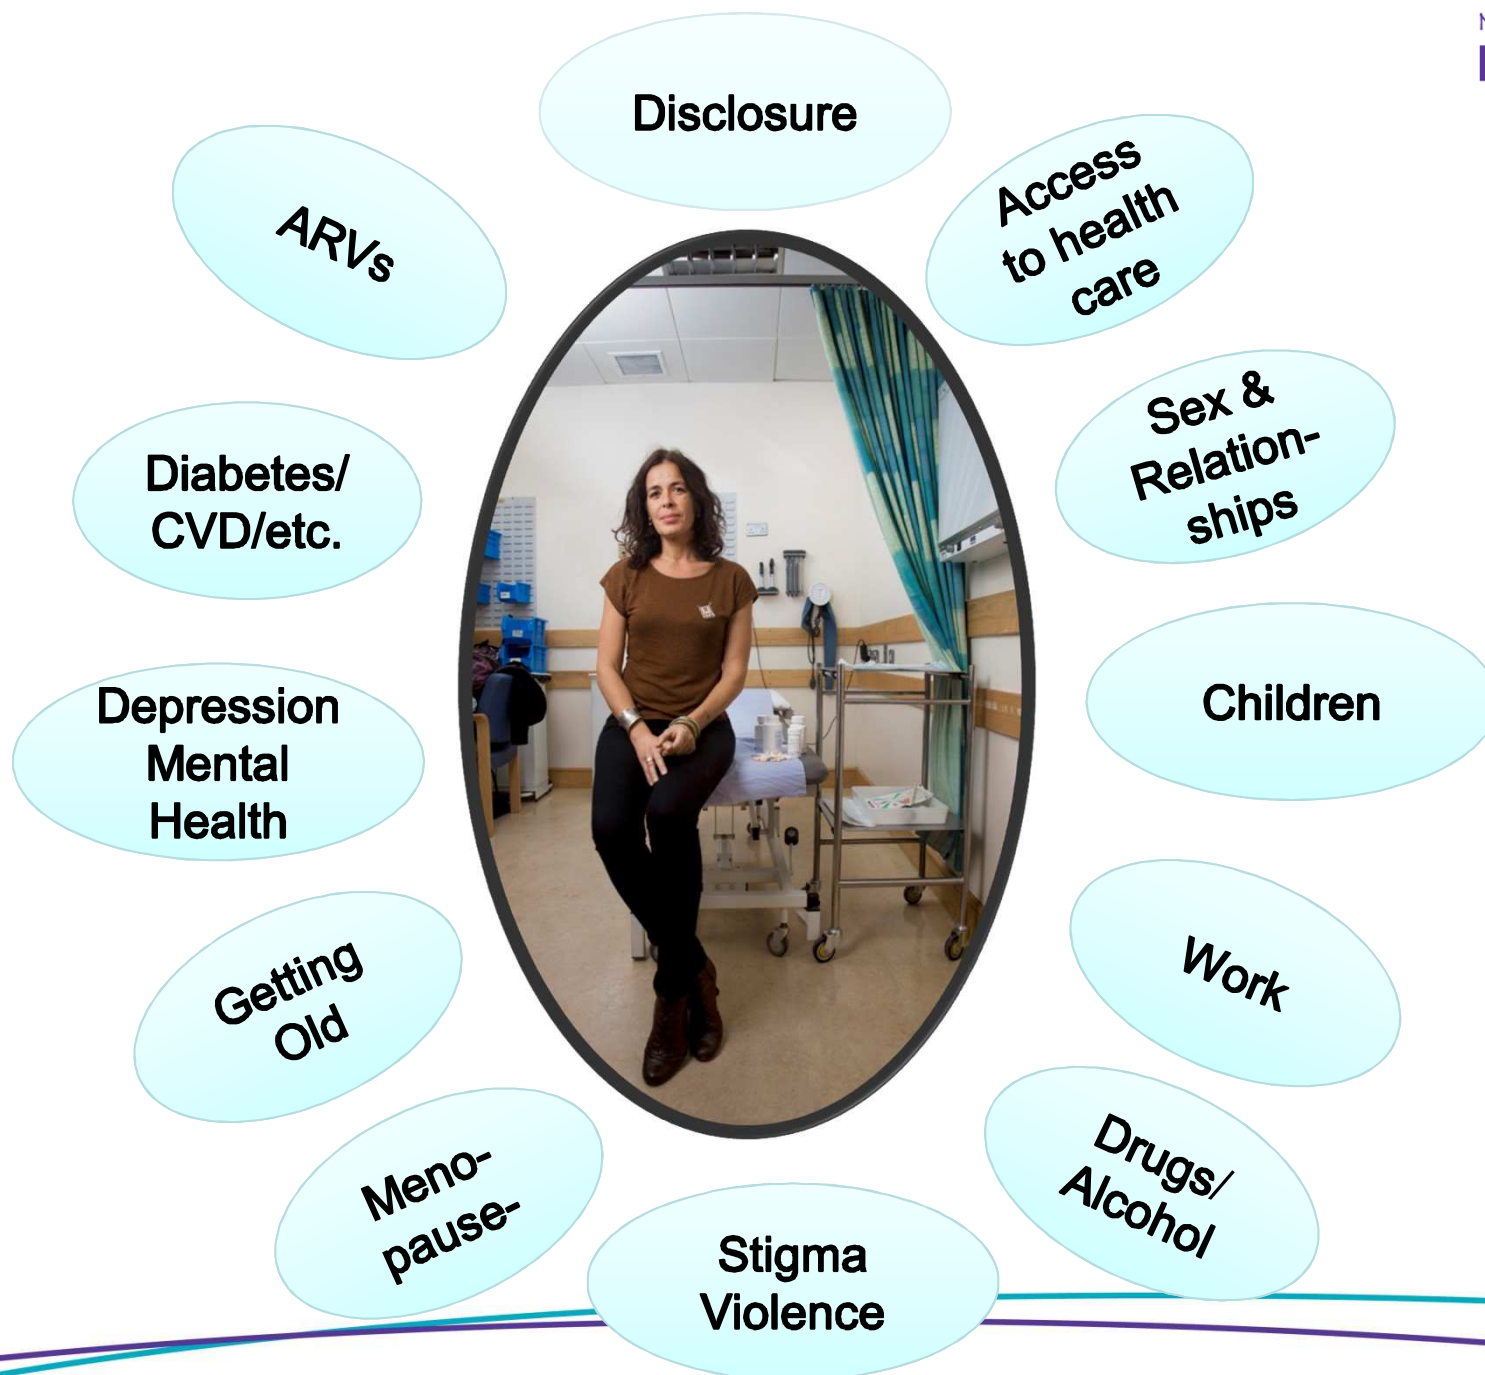 Disclosure
Access
to health
care
Sex &
Relation-
ships
Children
Work
Drugs/
Alcohol
Stigma
Violence
Meno-
pause-
Getting
Old
Depression
Mental
Health
Diabetes/
CVD/etc.
ARVs